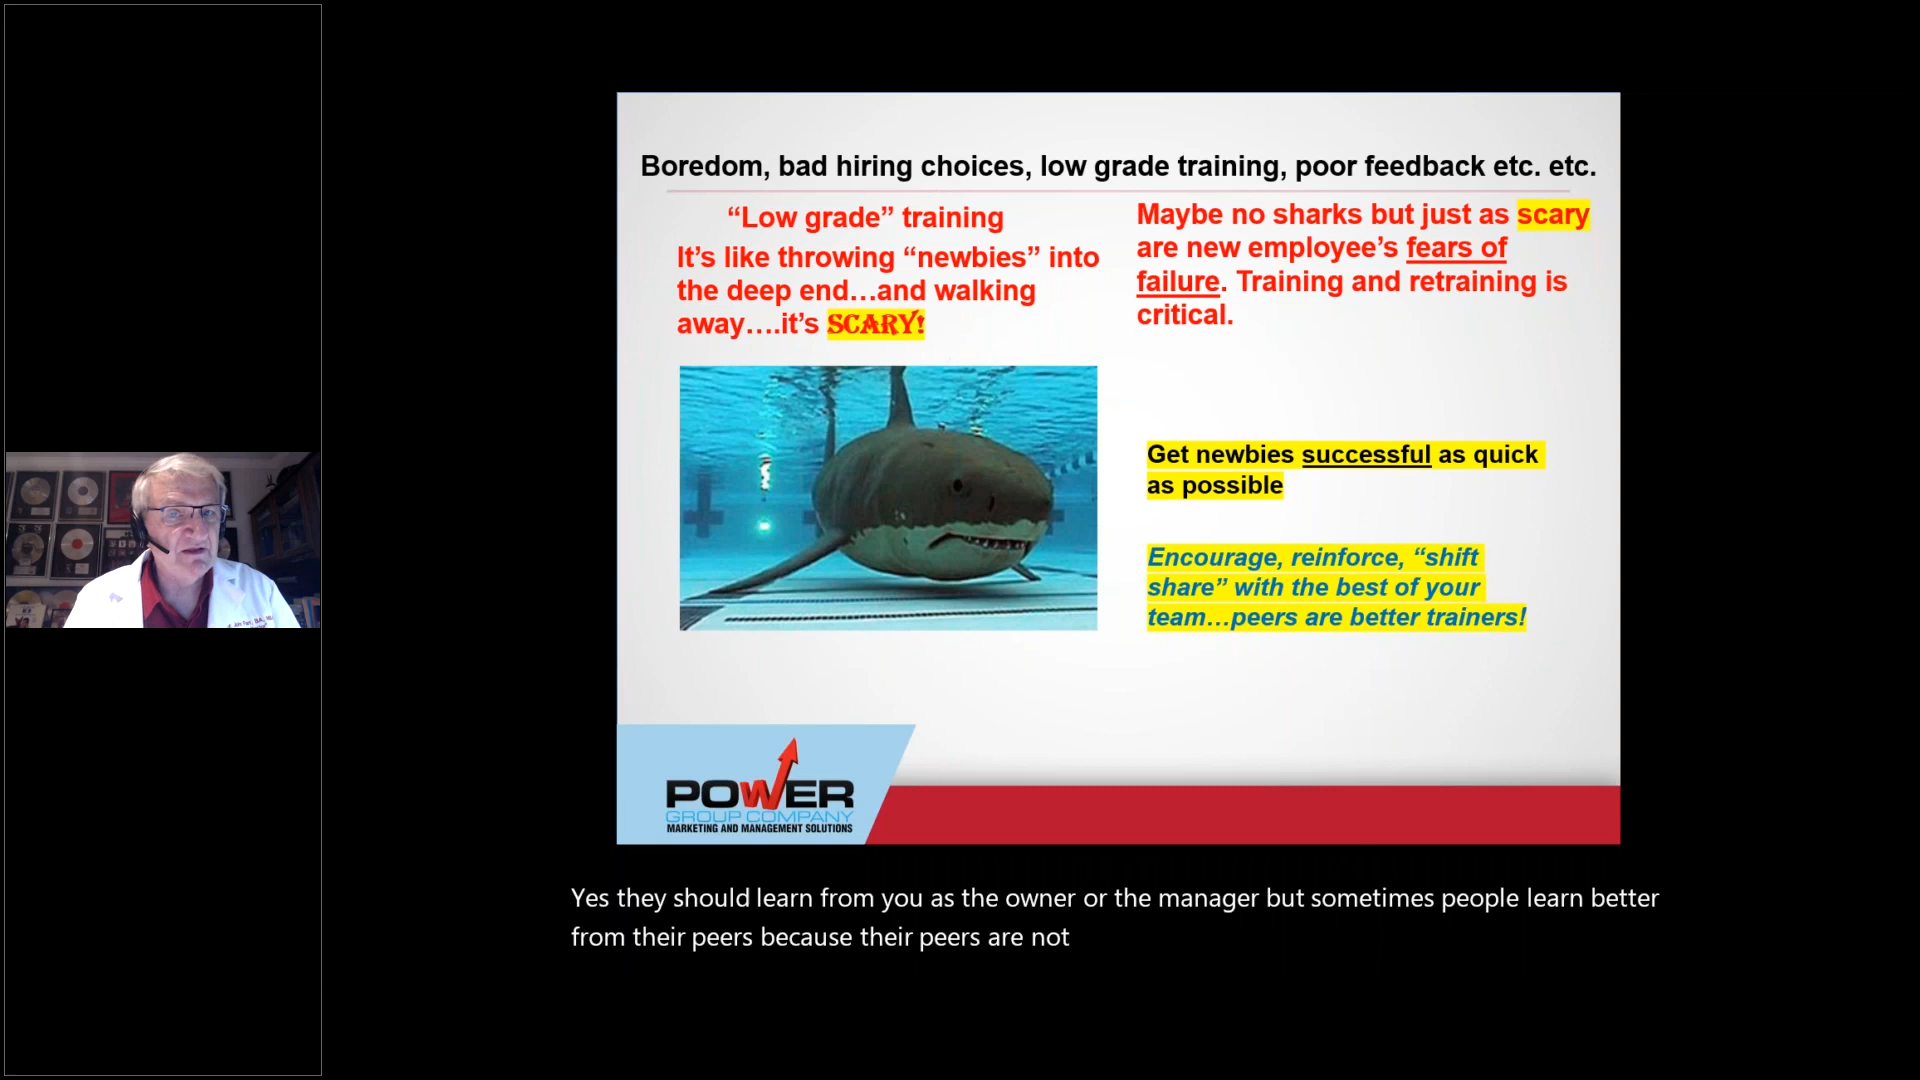 Boredom, bad hiring choices, low grade training, poor feedback etc. etc.
“Low grade” training
It’s like throwing “newbies” into
the deep end…and walking
away….it’s SCARY!
Maybe no sharks but just as scary
are new employee’s fears of
failure. Training and retraining is
critical.
Get newbies successful as quick
as possible
Encourage, reinforce, “shift
share” with the best of your
team…peers are better trainers!
POWER
GROUP COMPANY
MARKETING AND MANAGEMENT SOLUTIONS
Yes they should learn from you as the owner or the manager but sometimes people learn better
from their peers because their peers are not